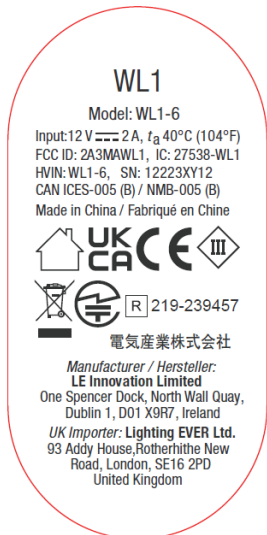 WL1
Model: WL1-6
Input:12 V ⎓ 2 A, ta 40°C (104°F)
FCC ID: 2A3MAWL1, IC: 27538-WL1
HVIN: WL1-6, SN: 12223XY12
CAN ICES-005 (B) / NMB-005 (B)
Made in China / Fabriqué en Chine
UK
CA CE III
R 219-239457
電気産業株式会社
Manufacturer / Hersteller:
LE Innovation Limited
One Spencer Dock, North Wall Quay,
Dublin 1, D01 X9R7, Ireland
UK Importer: Lighting EVER Ltd.
93 Addy House,Rotherhithe New
Road, London, SE16 2PD
United Kingdom